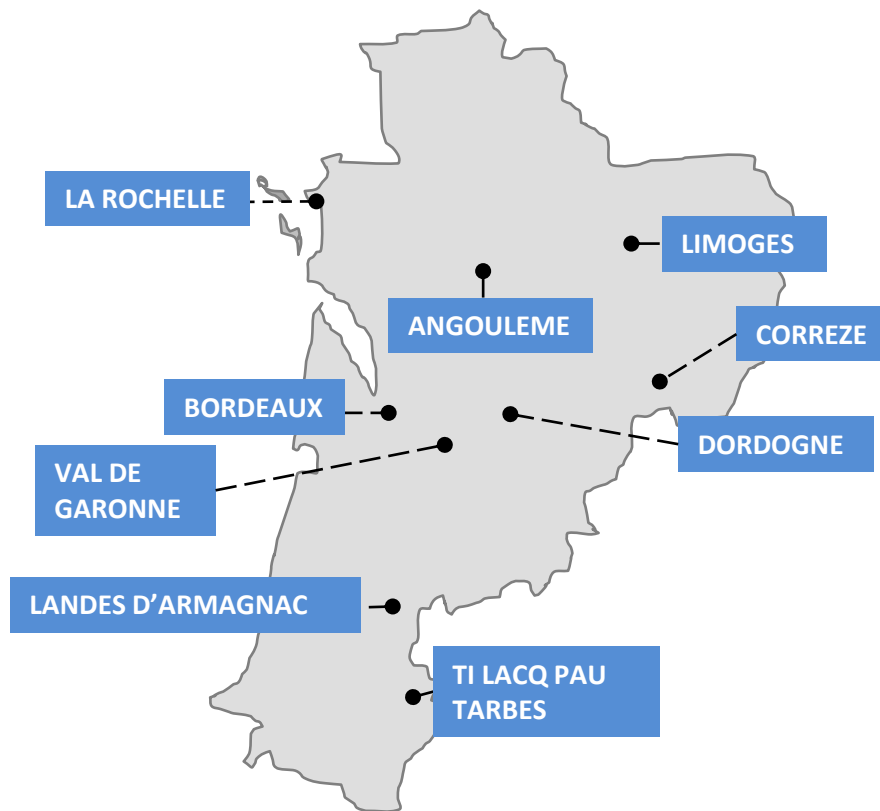 LA ROCHELLE
LIMOGES
ANGOULEME
CORREZE
BORDEAUX
DORDOGNE
VAL DE
GARONNE
LANDES D’ARMAGNAC
TI LACQ PAU
TARBES